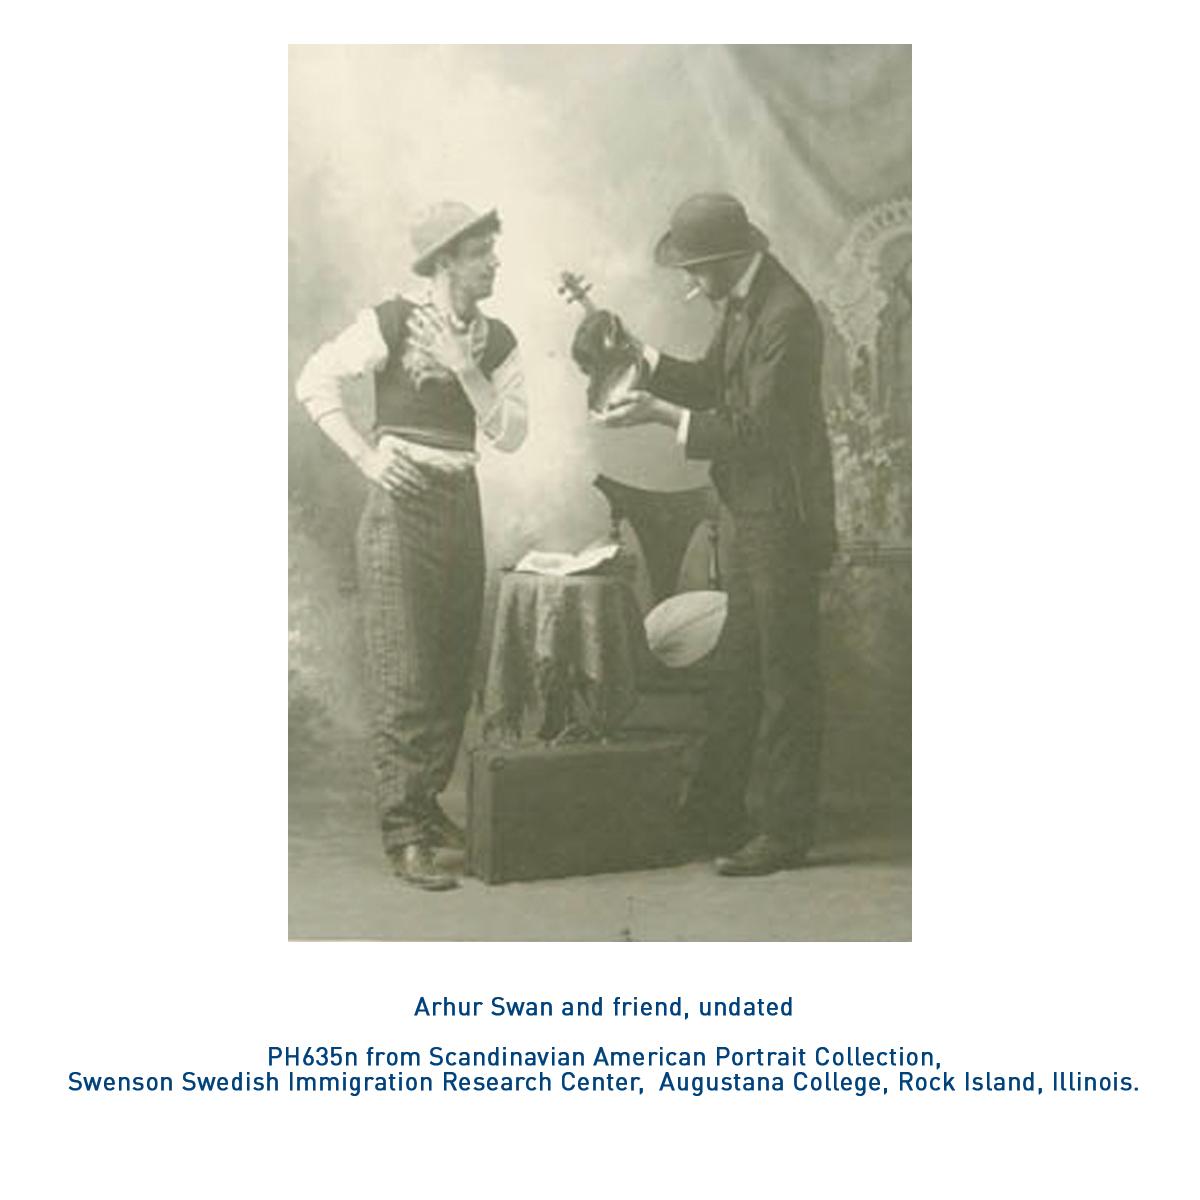 Arhur Swan and friend, undated
PH635n from Scandinavian American Portrait Collection,
Swenson Swedish Immigration Research Center,  Augustana College, Rock Island, Illinois.